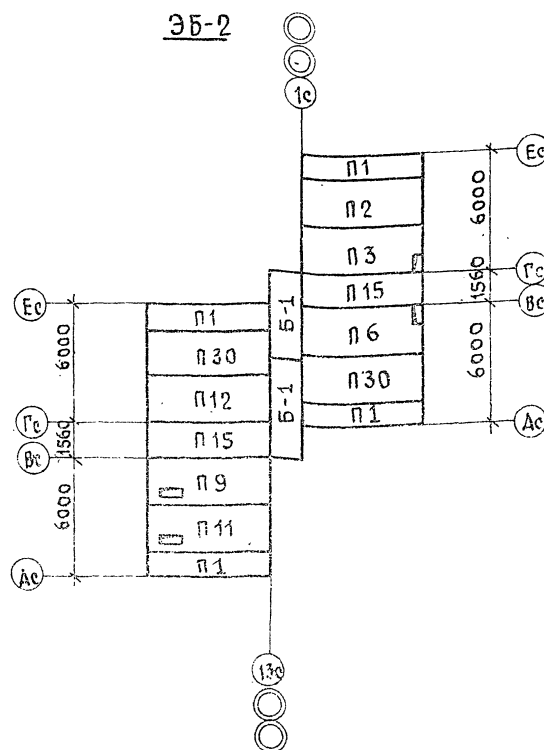 ЭБ-2
1с
Ес
П1
6000
П2
П3
Гс
1560
П15
Вс
Б-1
П6
6000
П30
П1
Ас
Ес
П1
6000
П30
Б-1
П12
Гс
1560
П15
Вс
П9
6000
П11
П1
Ас
13с